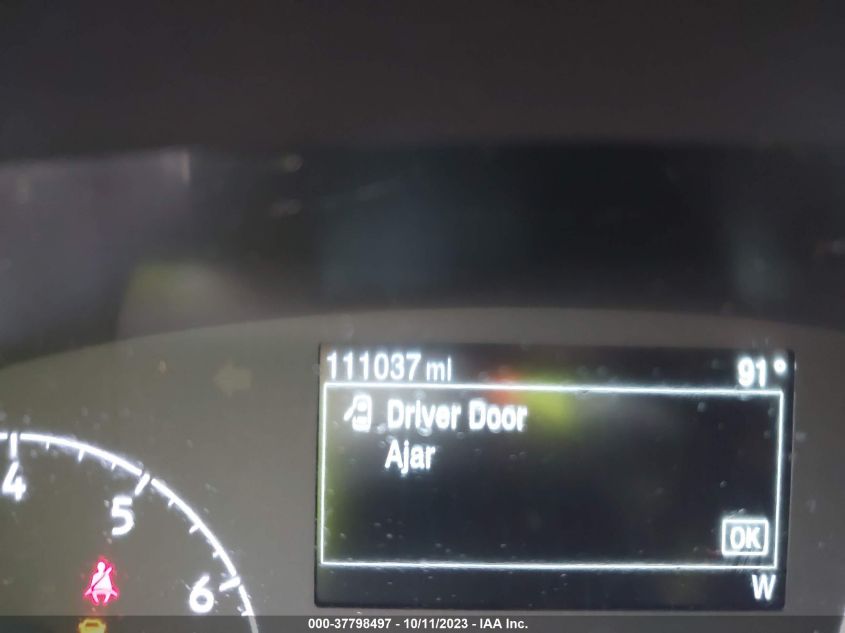 111037 mi 91°
Driver Door
Ajar
OK
W
4
5
6
000-37798497 - 10/11/2023 - IAA Inc.